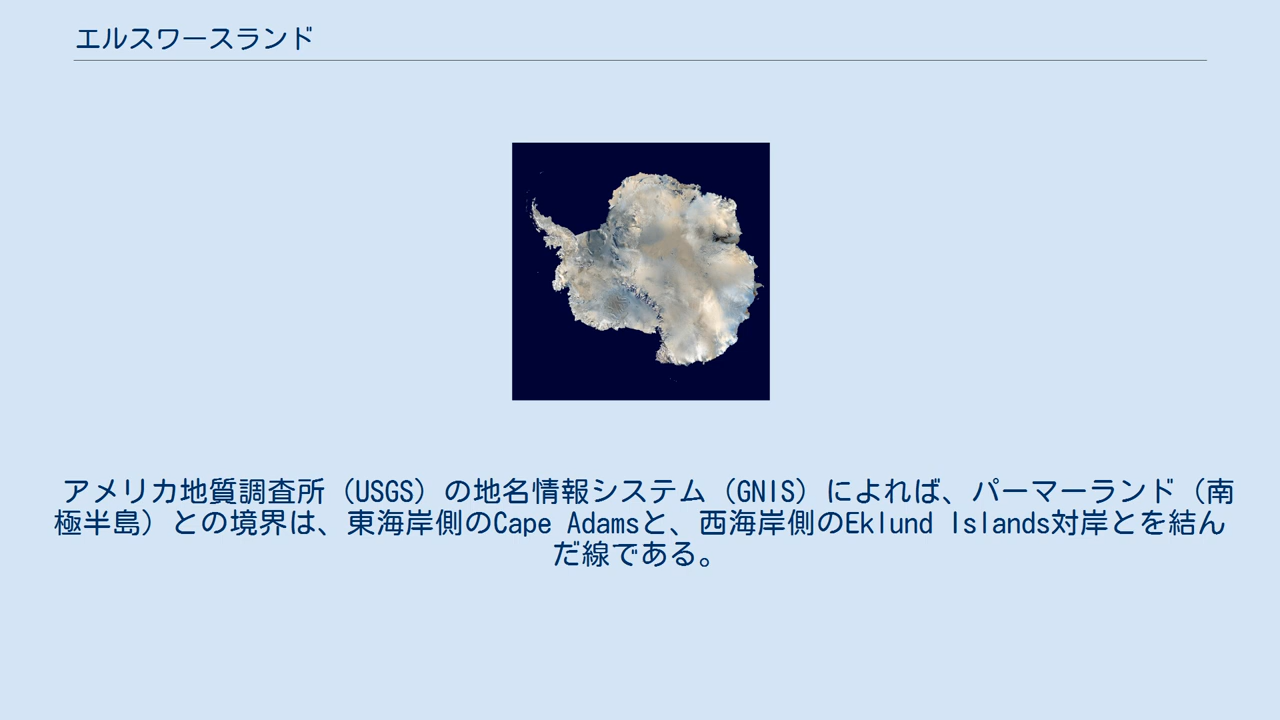 エルスワースランド
アメリカ地質調査所（USGS）の地名情報システム（GNIS）によれば、パーマーランド（南
極半島）との境界は、東海岸側のCape Adamsと、西海岸側のEklund Islands対岸とを結ん
だ線である。